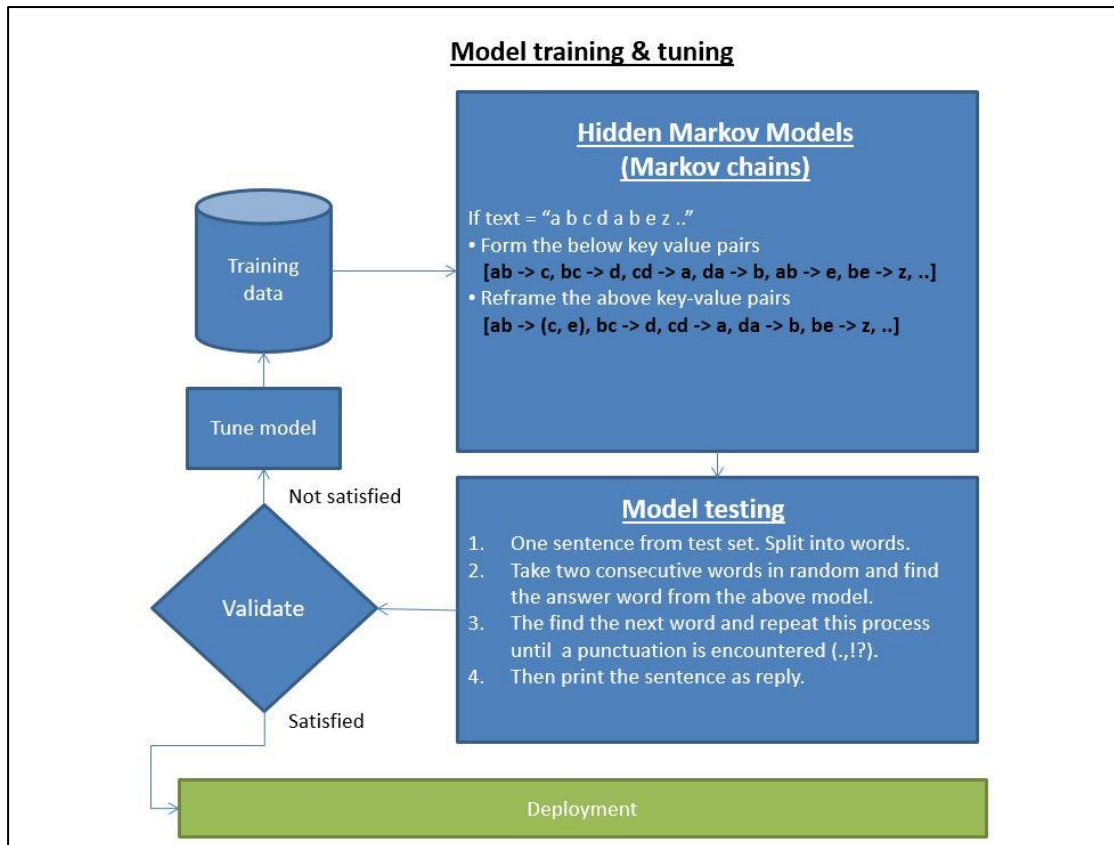 Model training & tuning
Hidden Markov Models
(Markov chains)
If text = “a b c d a b e z ..”
• Form the below key value pairs
[ab -> c, bc -> d, cd -> a, da -> b, ab -> e, be -> z, ..]
• Reframe the above key-value pairs
[ab -> (c, e), bc -> d, cd -> a, da -> b, be -> z, ..]
Training
data
Tune model
Not satisfied
Validate
Satisfied
Model testing
1. One sentence from test set. Split into words.
2. Take two consecutive words in random and find
the answer word from the above model.
3. The find the next word and repeat this process
until a punctuation is encountered (.,!?).
4. Then print the sentence as reply.
Deployment